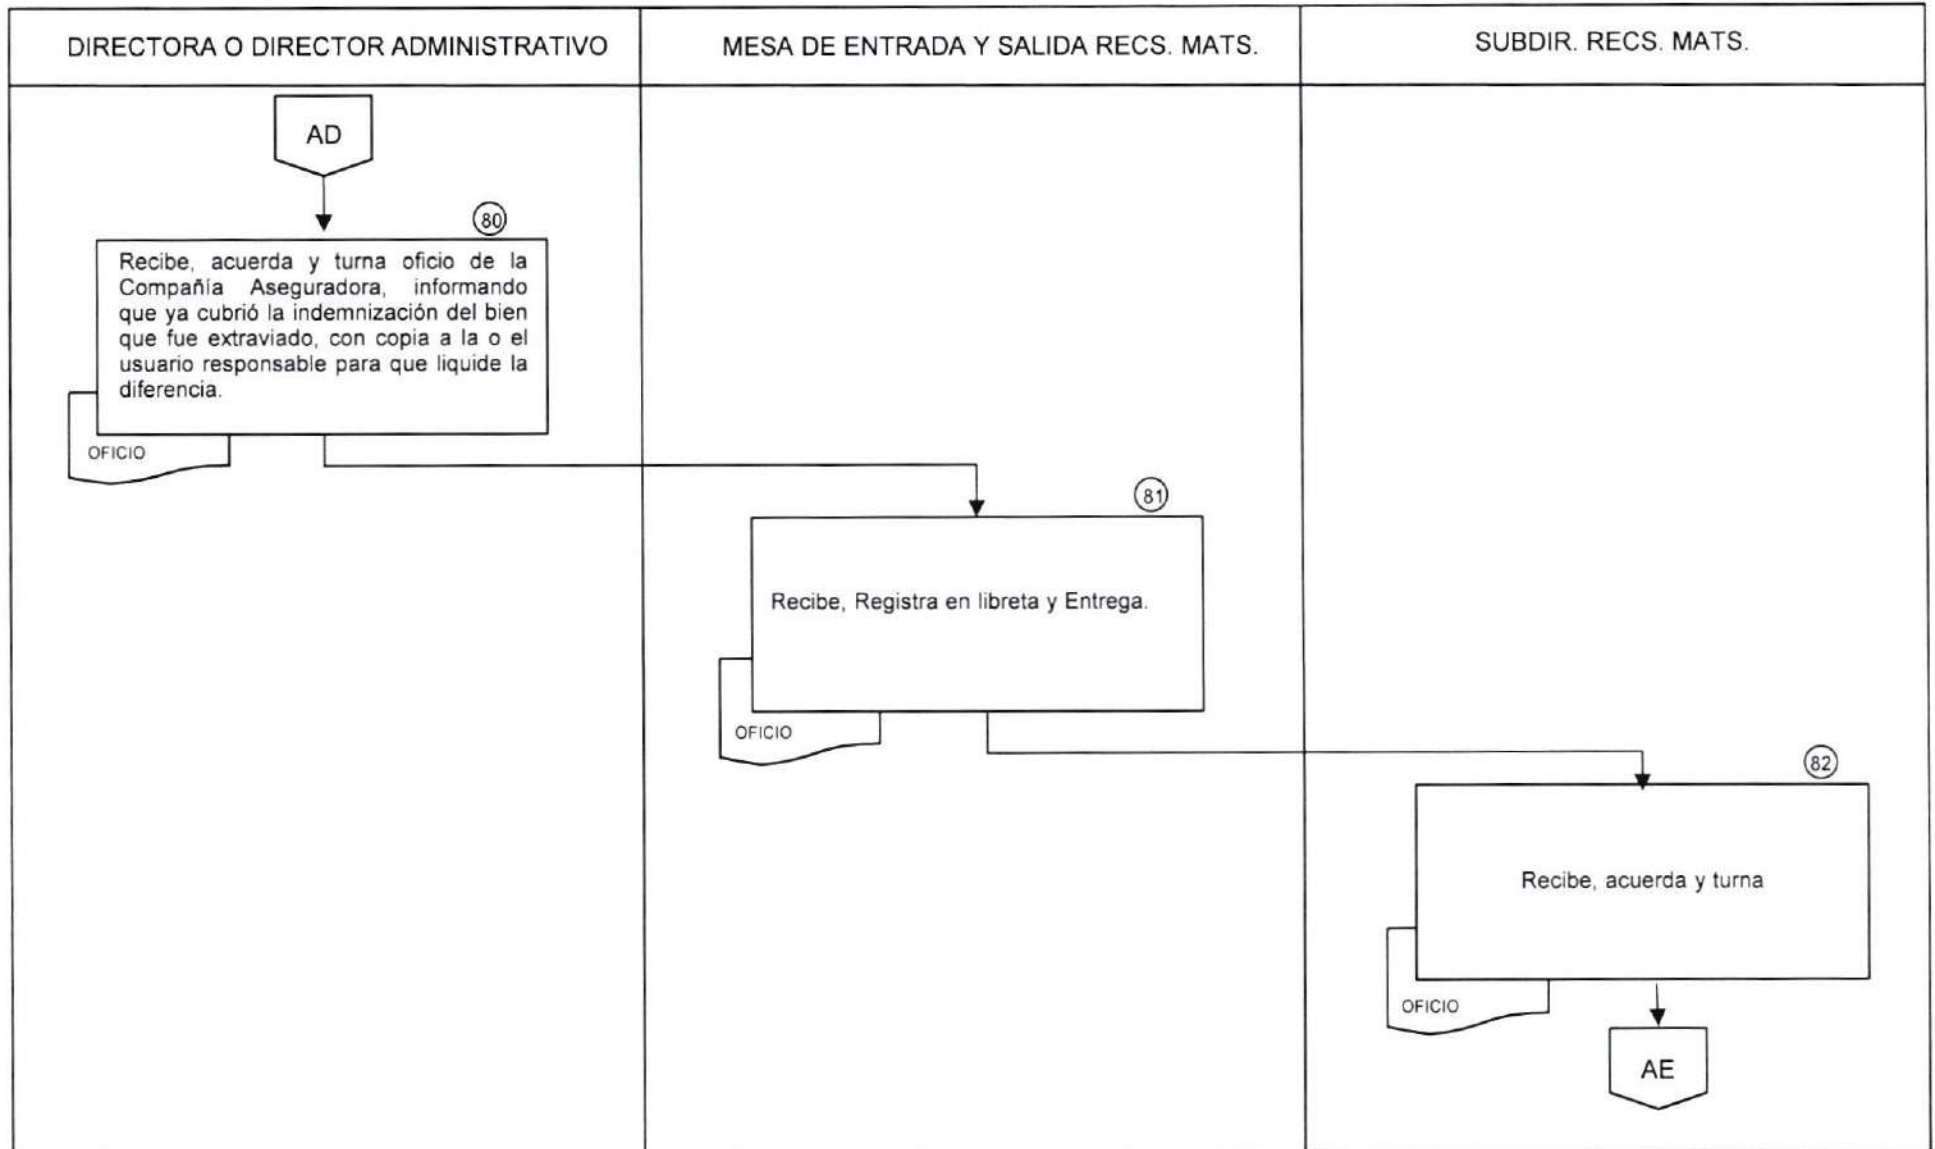 DIRECTORA O DIRECTOR ADMINISTRATIVO
MESA DE ENTRADA Y SALIDA RECS. MATS.
SUBDIR. RECS. MATS.
AD
80
Recibe, acuerda y turna oficio de la
Compañía Aseguradora, informando
que ya cubrió la indemnización del bien
que fue extraviado, con copia a la o el
usuario responsable para que liquide la
diferencia.
OFICIO
81
Recibe, Registra en libreta y Entrega.
OFICIO
82
Recibe, acuerda y turna
OFICIO
AE